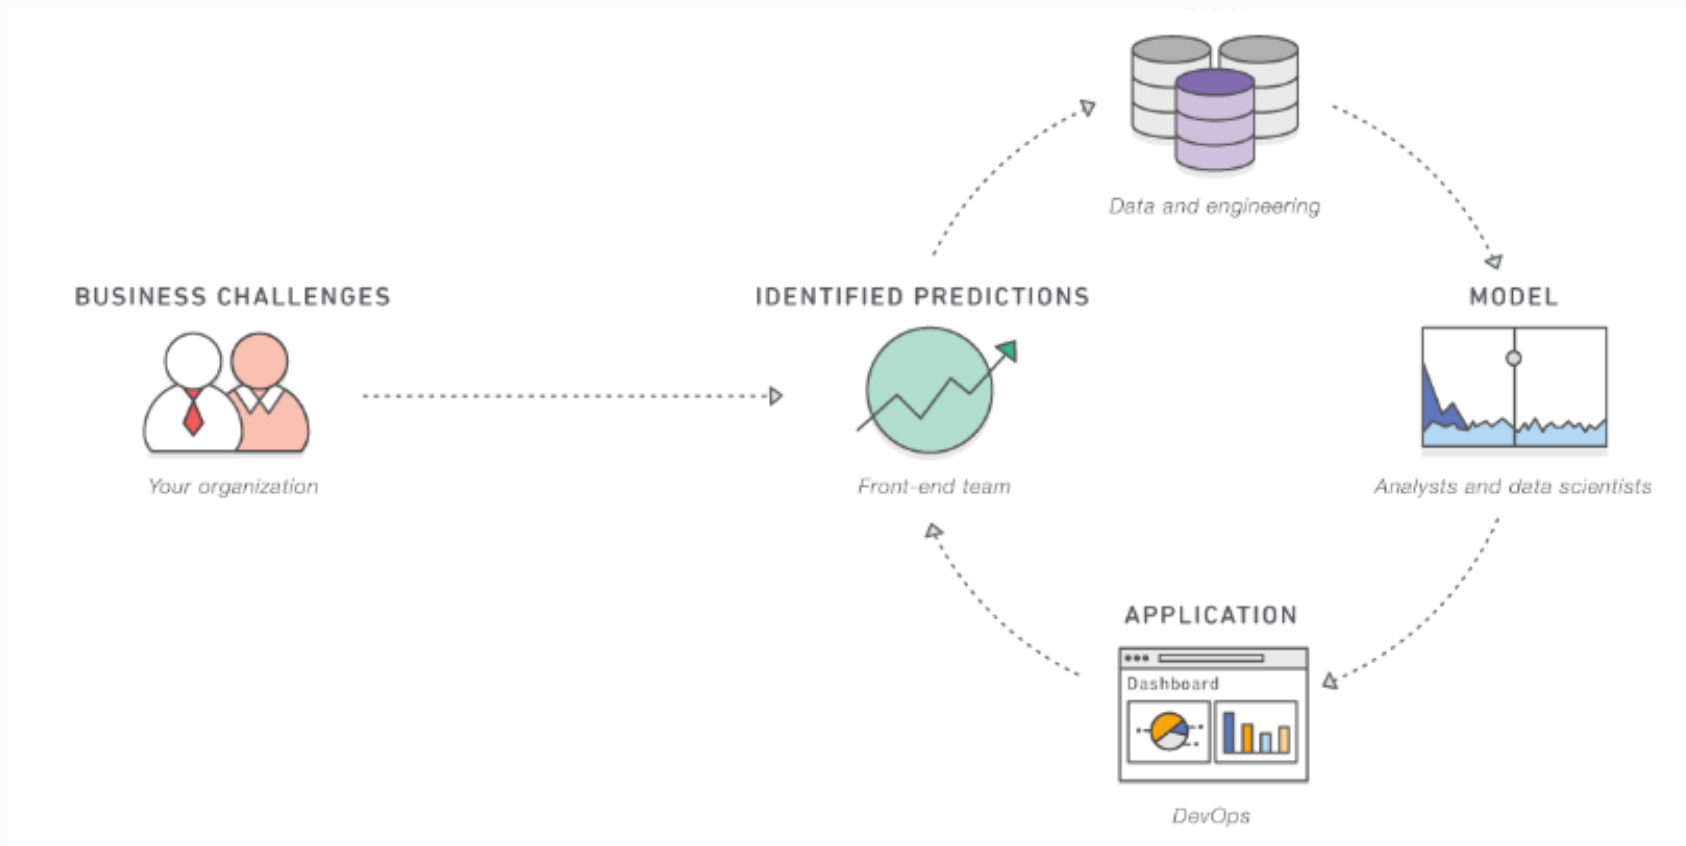 Data and engineering
BUSINESS CHALLENGES
IDENTIFIED PREDICTIONS
MODEL
Your organization
Front-end team
Analysts and data scientists
APPLICATION
Dashboard
DevOps